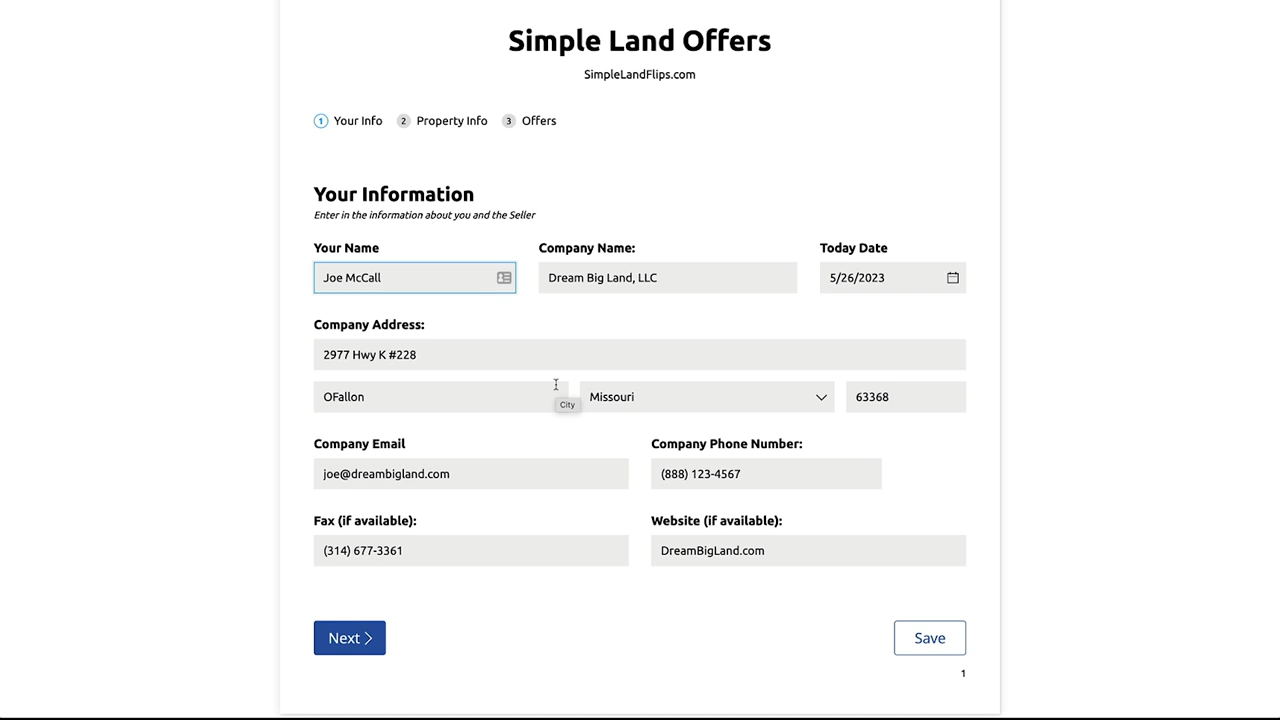 Simple Land Offers
SimpleLandFlips.com
1 Your Info 2 Property Info 3 Offers
Your Information
Enter in the information about you and the Seller
Your Name Company Name: Today Date
Joe McCall Dream Big Land, LLC 5/26/2023
Company Address:
2977 Hwy K #228
OFallon Missouri 63368
City
Company Email Company Phone Number:
joe@dreambigland.com (888) 123-4567
Fax (if available): Website (if available):
(314) 677-3361 DreamBigLand.com
Next Save
1